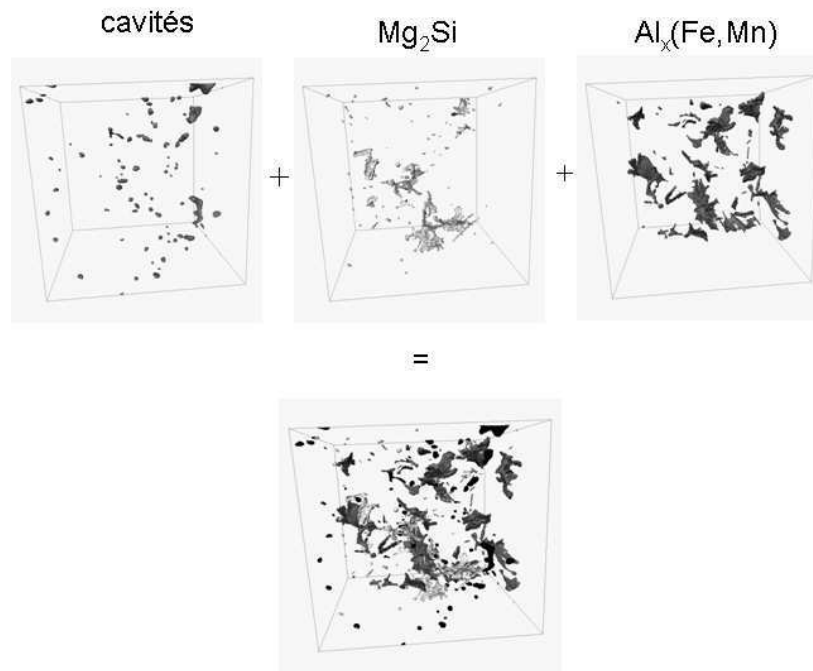 cavités
Mg₂Si
Alₓ(Fe,Mn)
+
+
=